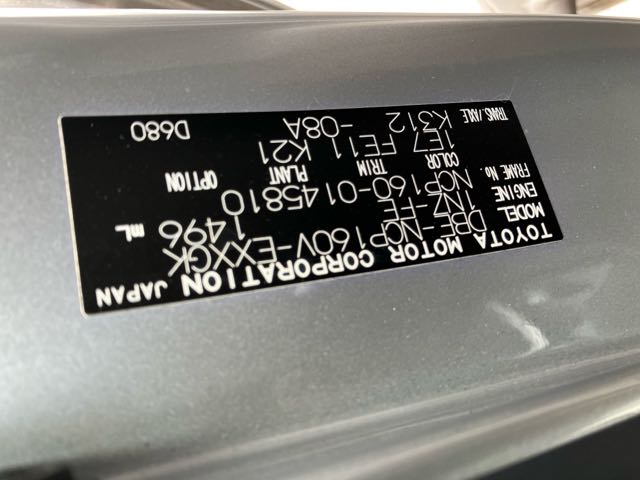 TOYOTA MOTOR CORPORATION JAPAN
MODEL DBE-NCP160V-EXXGK
ENGINE 1NZ-FE 1496 mL
FRAME No. NCP160-0145810
COLOR TRIM PLANT OPTION
1E7 FE11 K21
TRANS./AXLE K312 -08A D680